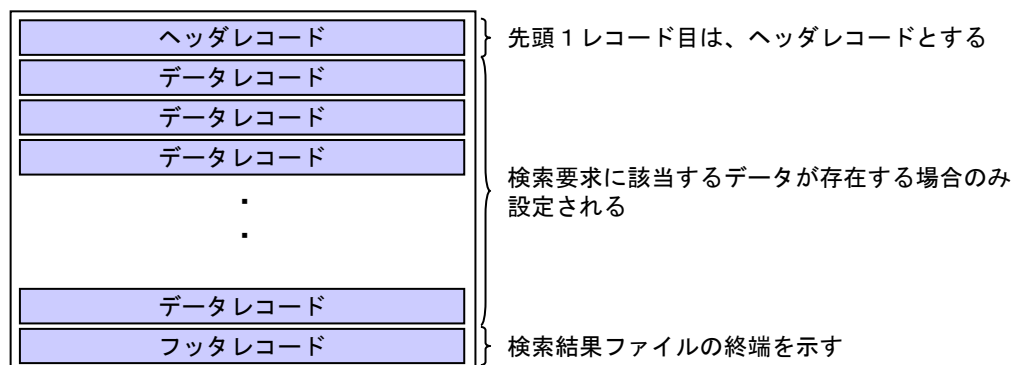 ヘッダレコード
先頭１レコード目は、ヘッダレコードとする
データレコード
データレコード
データレコード
検索要求に該当するデータが存在する場合のみ
設定される
・
・
データレコード
フッタレコード
検索結果ファイルの終端を示す